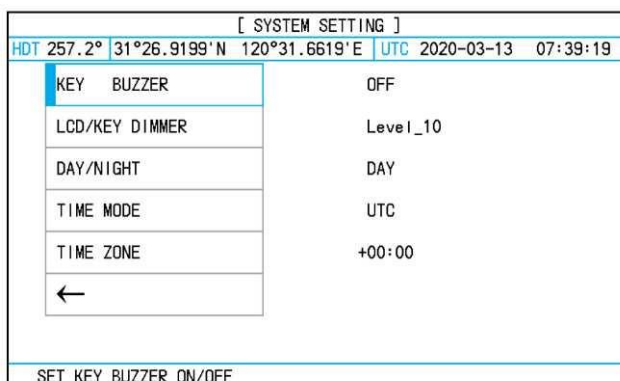 [ SYSTEM SETTING ]
HDT 257.2° 31°26.9199'N 120°31.6619'E UTC 2020-03-13 07:39:19
KEY BUZZER OFF
LCD/KEY DIMMER Level_10
DAY/NIGHT DAY
TIME MODE UTC
TIME ZONE +00:00
←
SET KEY BUZZER ON/OFF